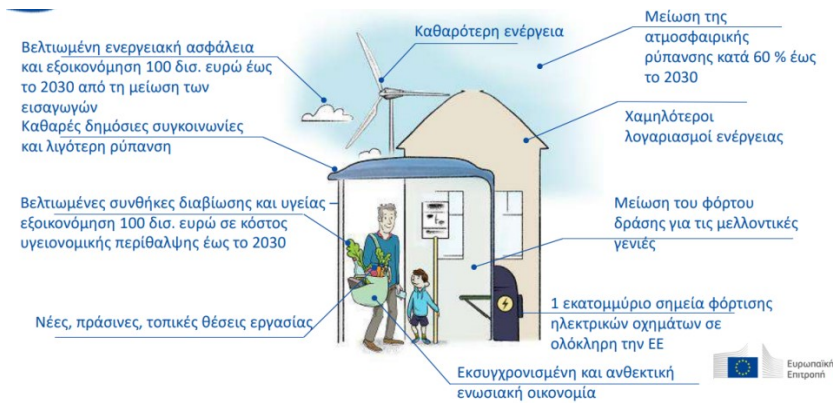 Βελτιωμένη ενεργειακή ασφάλεια
και εξοικονόμηση 100 δισ. ευρώ έως
το 2030 από τη μείωση των
εισαγωγών
Καθαρές δημόσιες συγκοινωνίες
και λιγότερη ρύπανση
Βελτιωμένες συνθήκες διαβίωσης και υγείας
εξοικονόμηση 100 δισ. ευρώ σε κόστος
υγειονομικής περίθαλψης έως το 2030
Νέες, πράσινες, τοπικές θέσεις εργασίας
Καθαρότερη ενέργεια
Μείωση της
ατμοσφαιρικής
ρύπανσης κατά 60 % έως
το 2030
Χαμηλότεροι
λογαριασμοί ενέργειας
Μείωση του φόρτου
δράσης για τις μελλοντικές
γενιές
1 εκατομμύριο σημεία φόρτισης
ηλεκτρικών οχημάτων σε
ολόκληρη την ΕΕ
Εκσυγχρονισμένη και ανθεκτική
ενωσιακή οικονομία
Ευρωπαϊκή
Επιτροπή